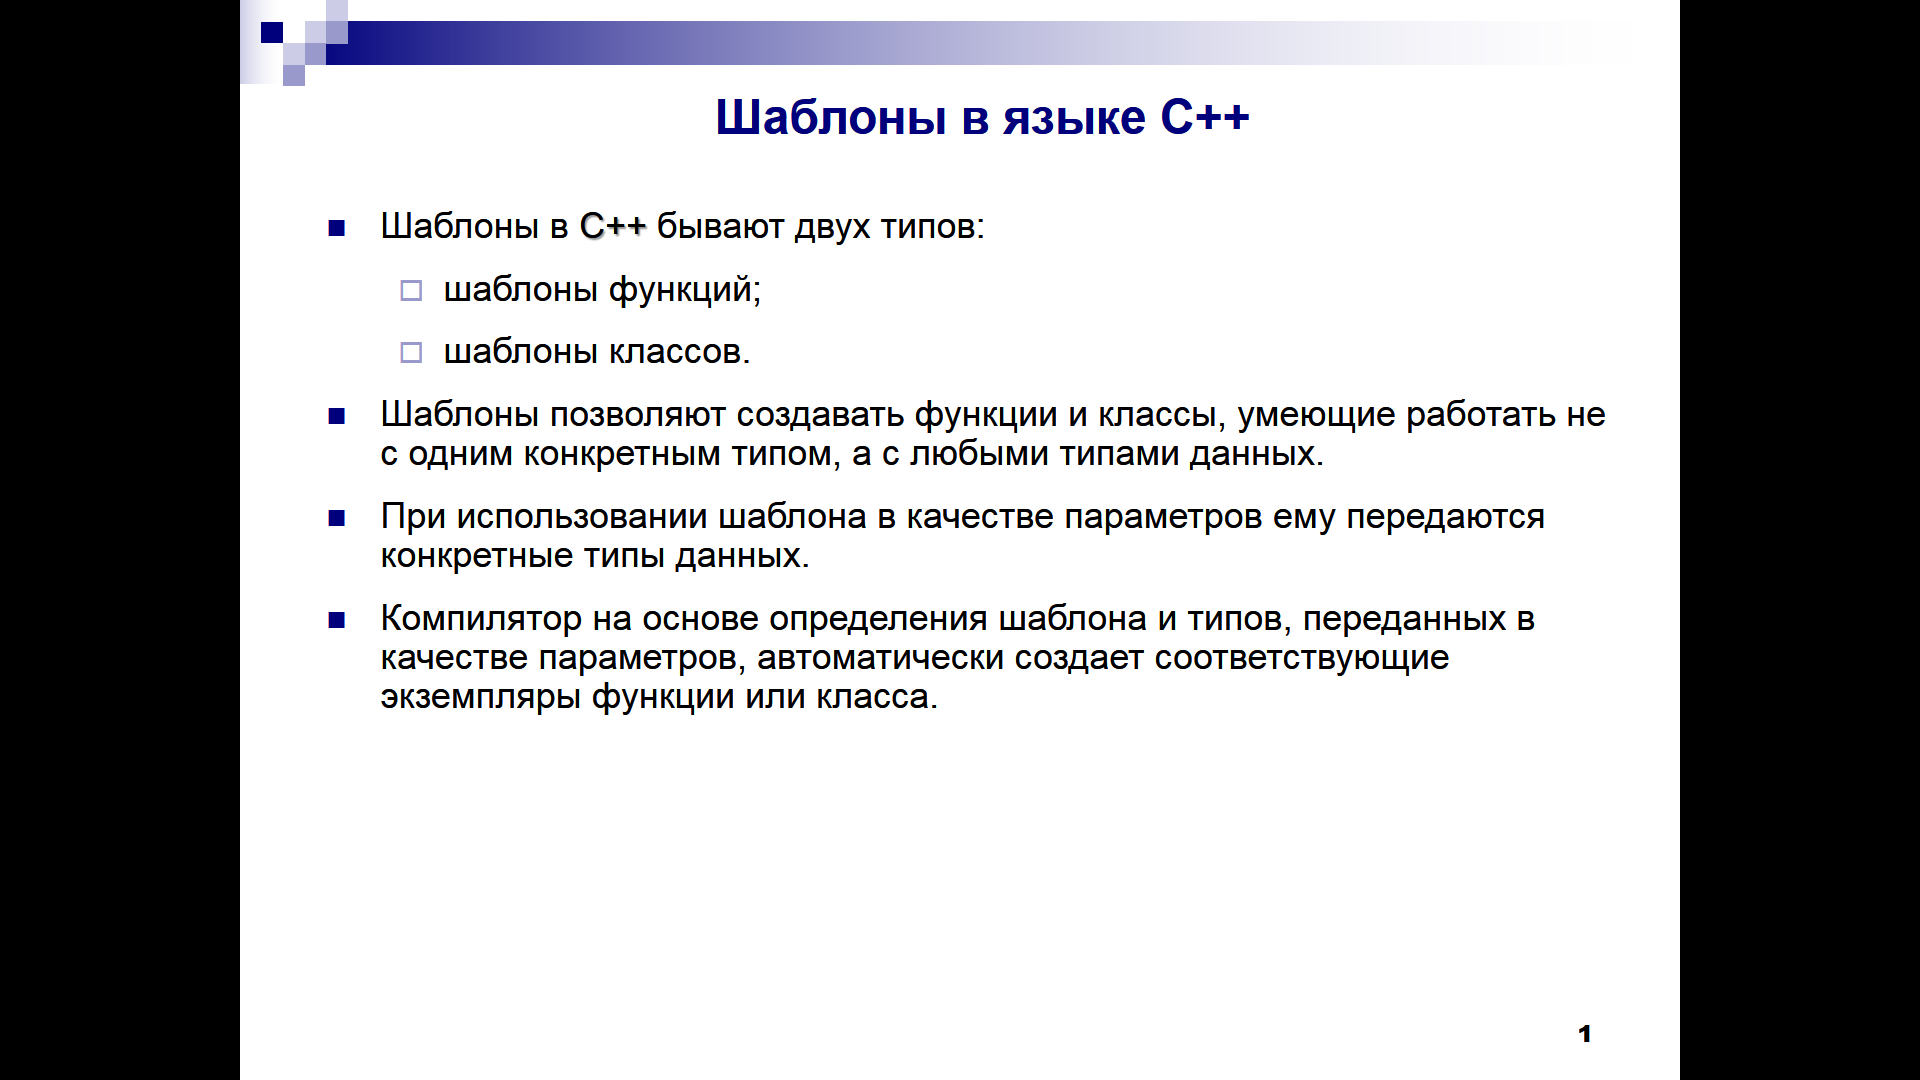 Шаблоны в языке C++
Шаблоны в C++ бывают двух типов:
шаблоны функций;
шаблоны классов.
Шаблоны позволяют создавать функции и классы, умеющие работать не
с одним конкретным типом, а с любыми типами данных.
При использовании шаблона в качестве параметров ему передаются
конкретные типы данных.
Компилятор на основе определения шаблона и типов, переданных в
качестве параметров, автоматически создает соответствующие
экземпляры функции или класса.
1